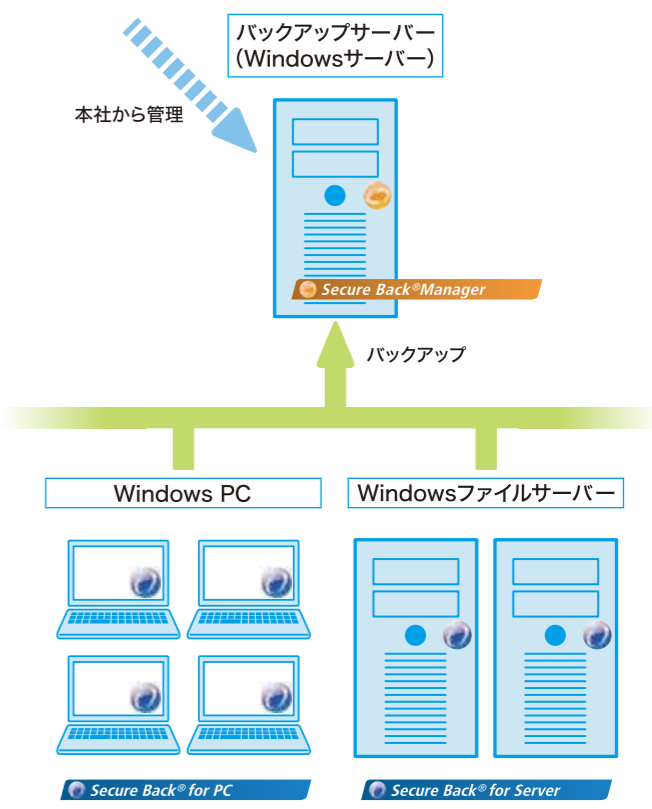 バックアップサーバー
(Windowsサーバー)
本社から管理
Secure Back®Manager
バックアップ
Windows PC
Windowsファイルサーバー
Secure Back® for PC
Secure Back® for Server